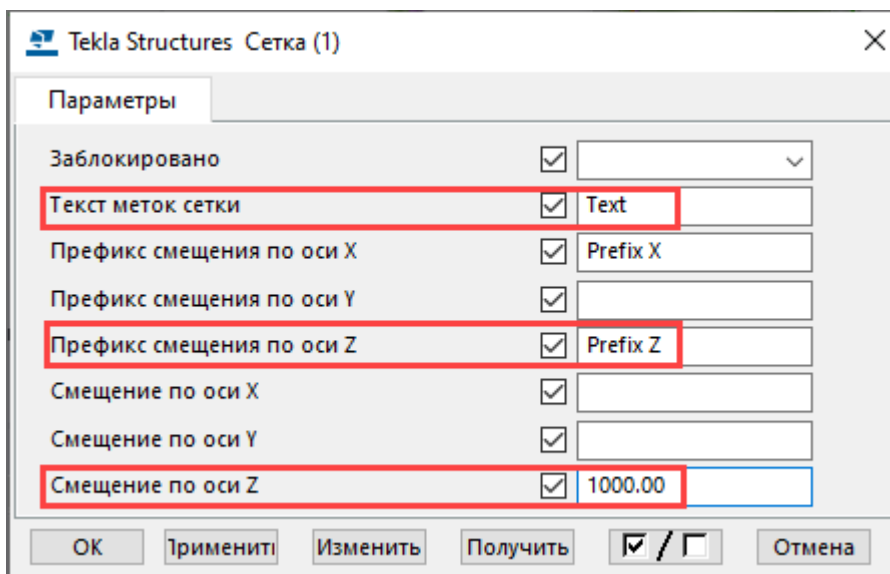 Tekla Structures Сетка (1)
Параметры
Заблокировано
Текст меток сетки Text
Префикс смещения по оси X Prefix X
Префикс смещения по оси Y
Префикс смещения по оси Z Prefix Z
Смещение по оси X
Смещение по оси Y
Смещение по оси Z 1000.00
ОК Применить Изменить Получить / Отмена